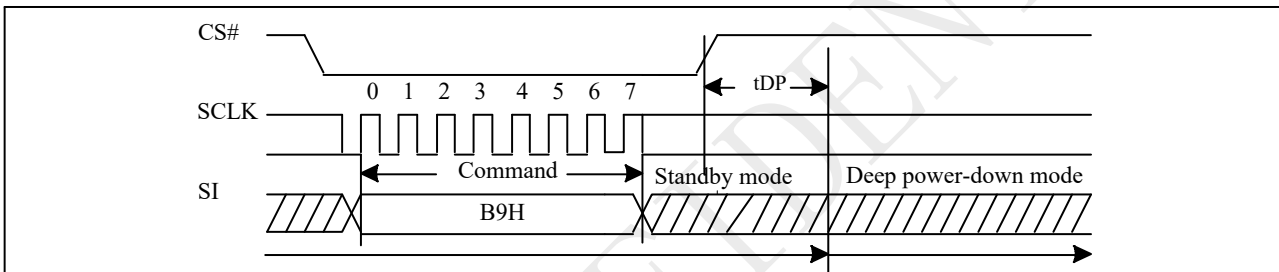 CS#
tDP
0 1 2 3 4 5 6 7
SCLK
Command
Standby mode
Deep power-down mode
SI
B9H